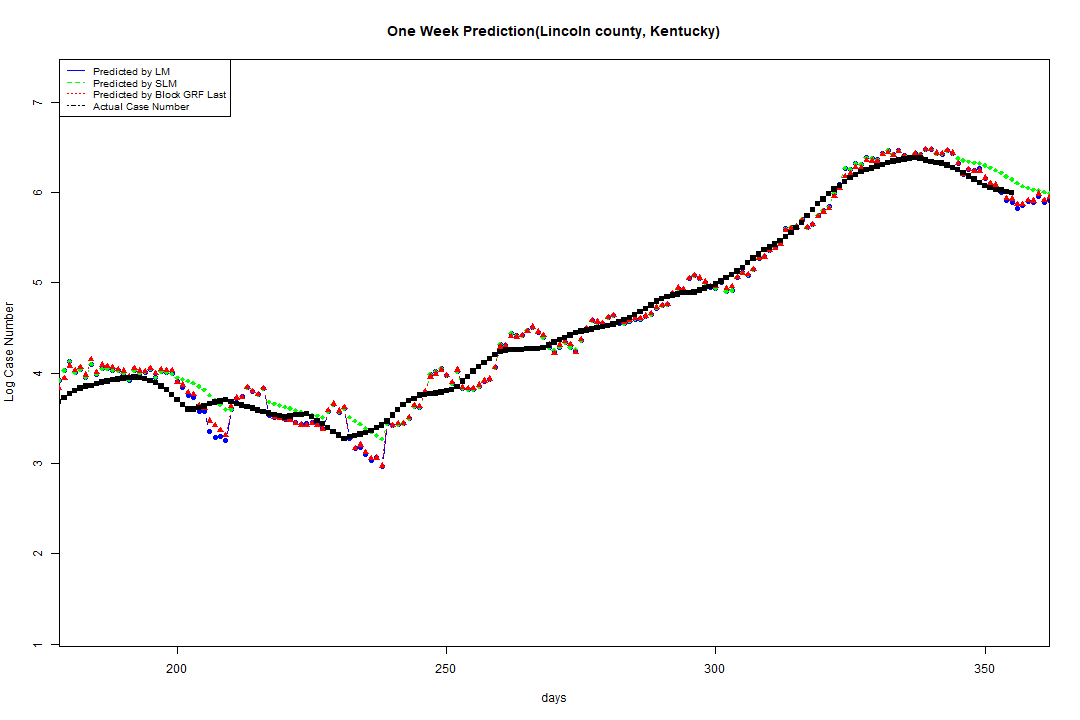 One Week Prediction(Lincoln county, Kentucky)
Predicted by LM
Predicted by SLM
Predicted by Block GRF Last
Actual Case Number
7
6
5
4
3
2
1
Log Case Number
200 250 300 350
days